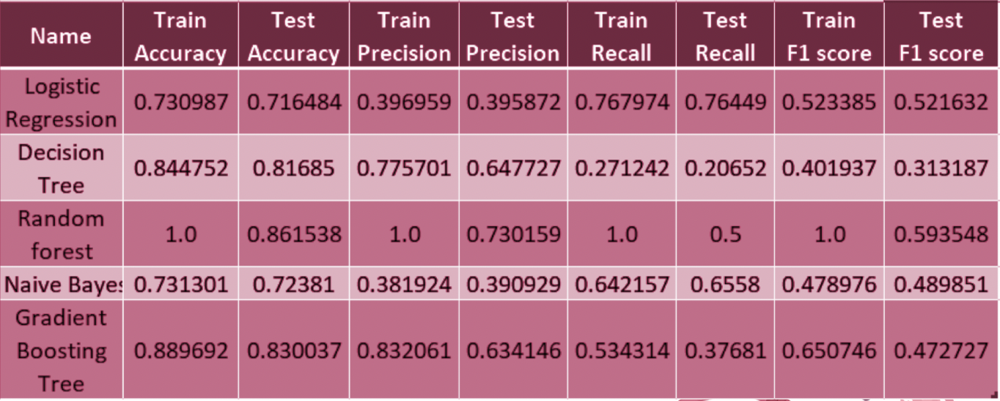 Name Train Accuracy Test Accuracy Train Precision Test Precision Train Recall Test Recall Train F1 score Test F1 score
Logistic Regression 0.730987 0.716484 0.396959 0.395872 0.767974 0.76449 0.523385 0.521632
Decision Tree 0.844752 0.81685 0.775701 0.647727 0.271242 0.20652 0.401937 0.313187
Random forest 1.0 0.861538 1.0 0.730159 1.0 0.5 1.0 0.593548
Naive Bayes 0.731301 0.72381 0.381924 0.390929 0.642157 0.6558 0.478976 0.489851
Gradient Boosting Tree 0.889692 0.830037 0.832061 0.634146 0.534314 0.37681 0.650746 0.472727